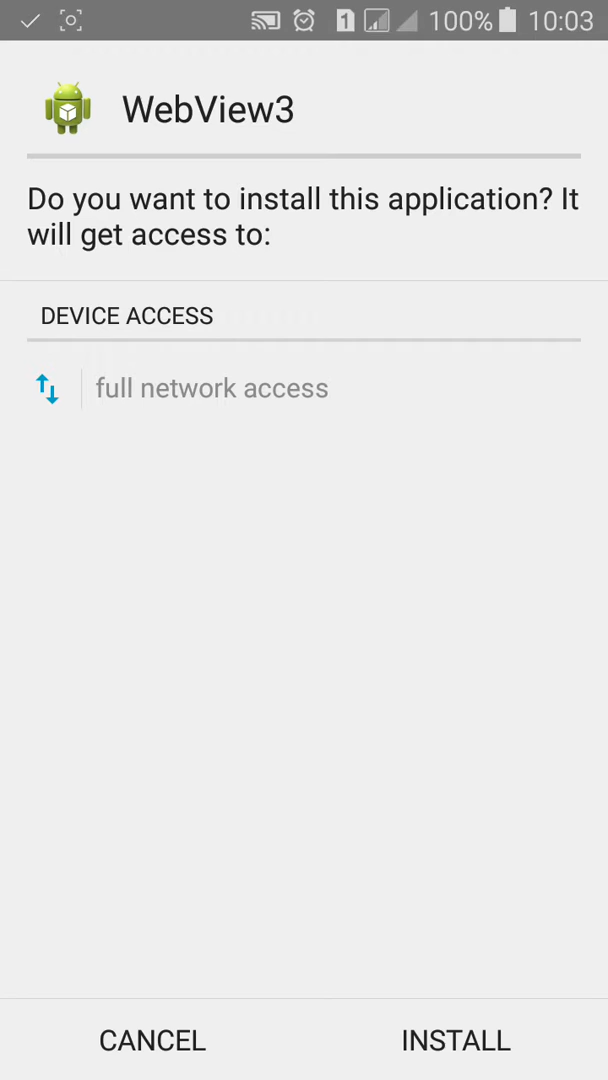 1 100% 10:03
WebView3
Do you want to install this application? It
will get access to:
DEVICE ACCESS
full network access
CANCEL INSTALL